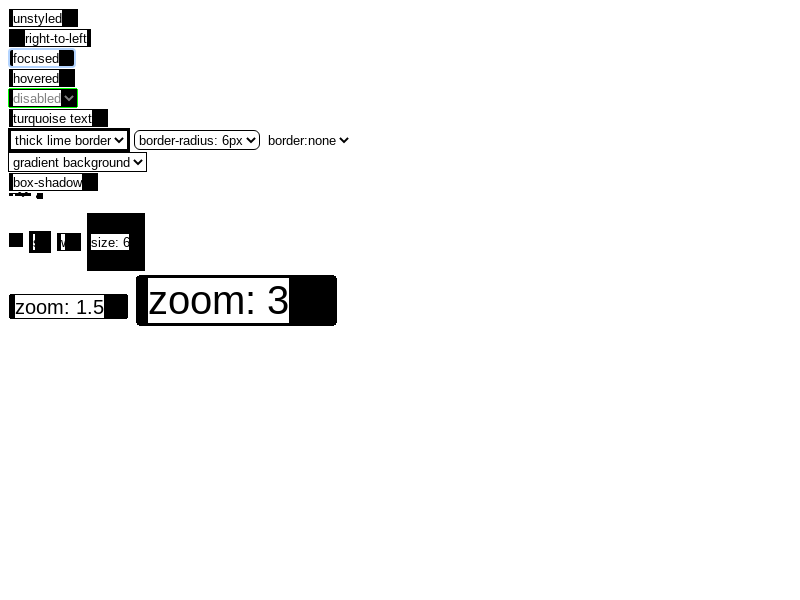 unstyled
right-to-left
focused
hovered
disabled
turquoise text
thick lime border border-radius: 6px border:none
gradient background
box-shadow
size: 6
zoom: 1.5 zoom: 3